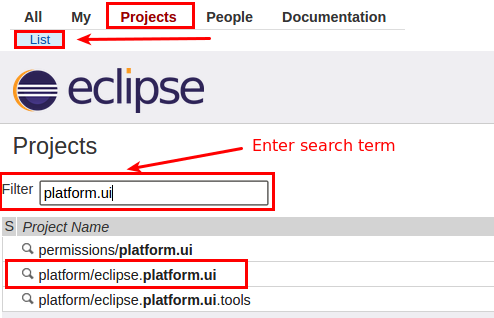 All My Projects People Documentation
List
eclipse
Projects
Enter search term
Filter platform.ui
S Project Name
permissions/platform.ui
platform/eclipse.platform.ui
platform/eclipse.platform.ui.tools